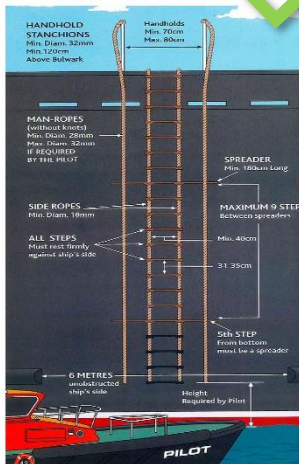 HANDHOLD
STANCHIONS
Min. Diam. 32mm
Min. 120cm
Above Bulwark
Handholds
Min. 70cm
Max. 80cm
MAN-ROPES
(without knots)
Min. Diam. 28mm
Max. Diam. 32mm
IF REQUIRED
BY THE PILOT
SPREADER
Min. 180cm Long
SIDE ROPES
Min. Diam. 18mm
MAXIMUM 9 STEP
Between spreaders
ALL STEPS
Must rest firmly
against ship's side
Min. 40cm
31-35cm
5th STEP
From bottom
must be a spreader
6 METRES
unobstructed
ship's side
Height
Required by Pilot
PILOT